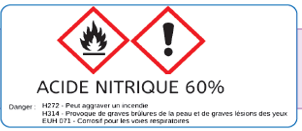 ACIDE NITRIQUE 60%
Danger : H272 - Peut aggraver un incendie
H314 - Provoque de graves brûlures de la peau et de graves lésions des yeux
EUH 071 - Corrosif pour les voies respiratoires